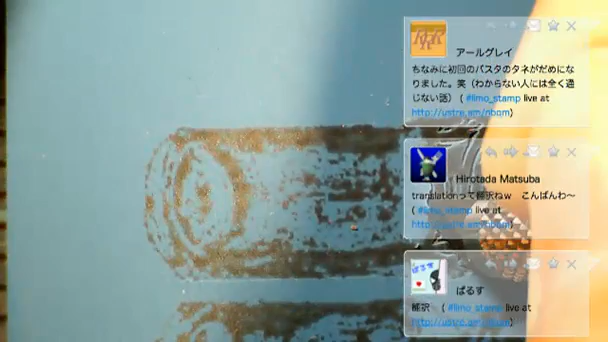 アールグレイ
ちなみに初回のパスタのタネがだめにな
りました。笑（わからない人には全く通
じない話） ( #limo_stamp live at
http://ustre.am/nbqm)
Hirotada Matsuba
translationって翻訳ねw　こんばんわ～
( #limo_stamp live at
http://ustre.am/nbqm)
ぱるす
翻訳　( #limo_stamp live at
http://ustre.am/nbqm)